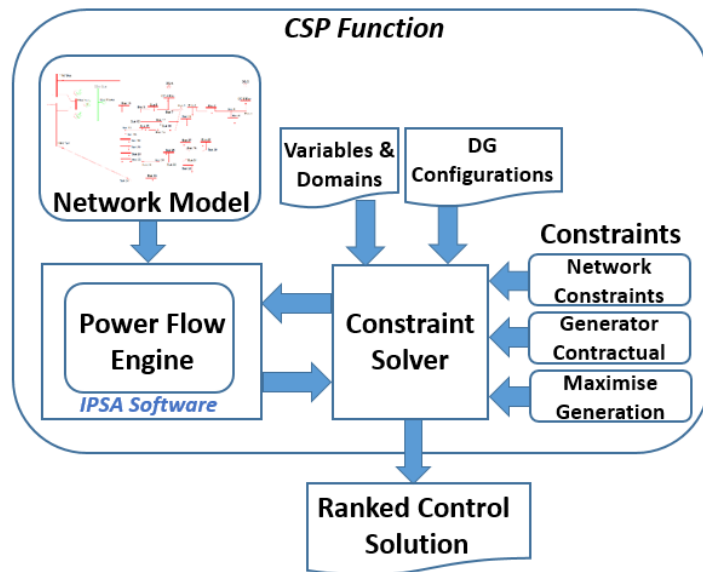 CSP Function
Network Model
Variables &
Domains
DG
Configurations
Constraints
Network
Constraints
Generator
Contractual
Maximise
Generation
Power Flow
Engine
IPSA Software
Constraint
Solver
Ranked Control
Solution